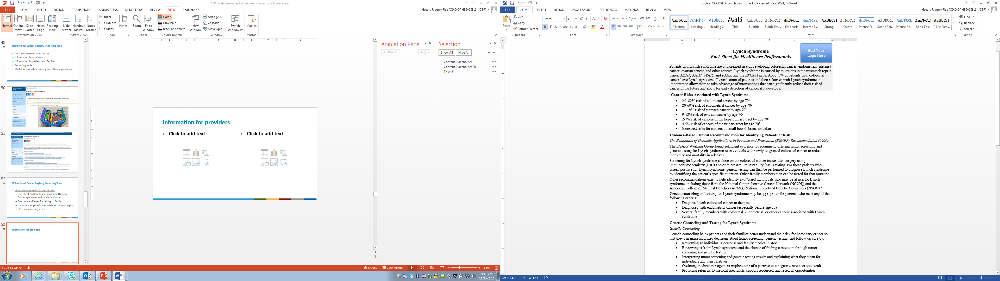 CDC_web_resources GA_webinar cleared v5 - PowerPoint
FILE HOME INSERT DESIGN TRANSITIONS ANIMATIONS SLIDE SHOW REVIEW VIEW EndNote X7
Green, Ridgely Fisk (CDC/OPHSS/CSELS) (CTR)
Normal Outline View Slide Sorter Notes Page Reading View
Presentation Views
Slide Master Handout Master Notes Master
Master Views
Ruler
Gridlines
Guides
Show
Notes
Zoom Fit to Window
Zoom
Color
Grayscale
Black and White
Color/Grayscale
New Window
Arrange All
Cascade
Move Split
Switch Windows
Window
Macros
Macros
49
Bidirectional Cancer Registry Reporting Tools
• Customizable written materials
• Information for providers
• Information for patients and families
• Reporting tools
• Useful for cascade screening and other applications
50
Genomics Implementation
Tier 1 Genomic Applications Toolkit for Public Health Departments
51
52
Bidirectional Cancer Registry Reporting Tools
• Information for patients and families
– Fact sheet on Hereditary Breast and Ovarian
Cancer syndrome and Lynch syndrome
– Brochure and letter for talking to family
– List of cancer genetic specialists for state or region
– FAQ on cancer registries
53
Information for providers
Information for providers
Click to add text
Click to add text
Animation Pane
Play All
Selection
Show All Hide All
Content Placeholder 21
Content Placeholder 20
Title 15
SLIDE 53 OF 70
NOTES COMMENTS 66%
9:41 AM
11/15/2016
COPY_NCCDPHP_Lynch Syndrome_HCP.cleared [Read-Only] - Word
FILE HOME INSERT DESIGN PAGE LAYOUT REFERENCES MAILINGS REVIEW VIEW
Green, Ridgely Fisk (CDC/OPHSS/CSELS) (CTR)
Paste
Cut
Copy
Format Painter
Clipboard
Times 5
Font
Paragraph
AaBbCcI AaBbCc AaBbCcD AaB AaBbCcI AaBbCcD AaBbCcD AaBbCcD AaBbCcI AaBbCcD AaBbCcD AaBbCcD AaBbCcD AaBbCcI AaBbCcD
¶ Normal Heading 1 Heading 2 Title Subtitle Subtle Em... Emphasis Intense E... Strong Quote Intense Q... Subtle Ref... Intense Re... Book Title ¶ List Para...
Styles
Find
Replace
Select
Editing
Add Your
Logo Here
Lynch Syndrome
Fact Sheet for Healthcare Professionals
Patients with Lynch syndrome are at increased risk of developing colorectal cancer, endometrial (uterine)
cancer, ovarian cancer, and other cancers. Lynch syndrome is caused by mutations in the mismatch repair
genes, MLH1, MSH2, MSH6, and PMS2, and the EPCAM gene. About 3% of patients with colorectal
cancer have Lynch syndrome. Identification of patients and their relatives with Lynch syndrome is
important to allow them to take advantage of interventions that can significantly reduce their risk of
cancer in the future and allow for early detection of cancer if it develops.
Cancer Risks Associated with Lynch Syndrome:
• 25- 82% risk of colorectal cancer by age 70¹
• 20-60% risk of endometrial cancer by age 70²
• 11-19% risk of stomach cancer by age 70²
• 9-12% risk of ovarian cancer by age 70²
• 2-7% risk of cancers of the hepatobiliary tract by age 70²
• 4-5% risk of cancers of the urinary tract by age 70²
• Increased risks for cancers of small bowel, brain, and skin
Evidence-Based Clinical Recommendation for Identifying Patients at Risk
The Evaluation of Genomic Applications in Practice and Prevention (EGAPP) Recommendation (2009)¹
The EGAPP Working Group found sufficient evidence to recommend offering tumor screening and
genetic testing for Lynch syndrome to individuals with newly diagnosed colorectal cancer to reduce
morbidity and mortality in relatives.
Screening for Lynch syndrome is done on the colorectal cancer tissue after surgery using
immunohistochemistry (IHC) and/or microsatellite instability (MSI) testing. For those patients who
screen positive for Lynch syndrome, genetic testing can then be performed to diagnose Lynch syndrome
by identifying the patient's specific mutation. Other family members then can be tested for that mutation.
Other recommendations exist to help identify unaffected individuals who may be at risk for Lynch
syndrome, including those from the National Comprehensive Cancer Network (NCCN)² and the
American College of Medical Genetics (ACMG)/National Society of Genetic Counselors (NSGC).³
Genetic counseling and testing for Lynch syndrome may be appropriate for patients who meet any of the
following criteria:
• Diagnosed with colorectal cancer in the past
• Diagnosed with endometrial cancer (especially before age 50)
• Several family members with colorectal, endometrial, or other cancers associated with Lynch
syndrome
Genetic Counseling and Testing for Lynch Syndrome
Genetic Counseling
Genetic counseling helps patients and their families better understand their risk for hereditary cancer so
that they can make informed decisions about tumor screening, genetic testing, and follow-up care by:
• Reviewing an individual's personal and family medical history
• Reviewing risk for Lynch syndrome and the chance of finding a mutation through tumor
screening and genetic testing
• Interpreting tumor screening and genetic testing results and explaining what they mean for
individuals and their relatives
• Outlining medical management implications of a positive or a negative screen or test result
• Providing referrals to medical specialists, support resources, and research opportunities
PAGE 1 OF 2 961 WORDS